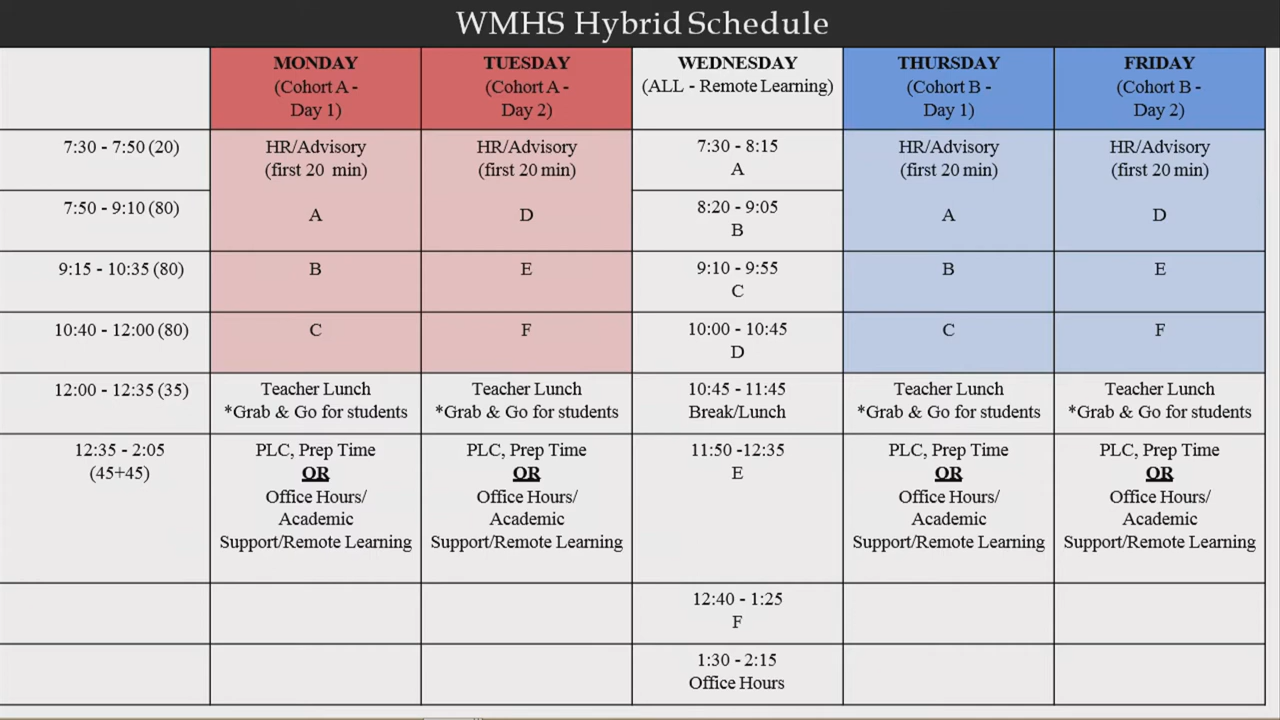 WMHS Hybrid Schedule
MONDAY
(Cohort A -
Day 1)
TUESDAY
(Cohort A -
Day 2)
WEDNESDAY
(ALL - Remote Learning)
THURSDAY
(Cohort B -
Day 1)
FRIDAY
(Cohort B -
Day 2)
7:30 - 7:50 (20)
HR/Advisory
(first 20 min)
HR/Advisory
(first 20 min)
7:30 - 8:15
A
HR/Advisory
(first 20 min)
HR/Advisory
(first 20 min)
7:50 - 9:10 (80)
A
D
8:20 - 9:05
B
A
D
9:15 - 10:35 (80)
B
E
9:10 - 9:55
C
B
E
10:40 - 12:00 (80)
C
F
10:00 - 10:45
D
C
F
12:00 - 12:35 (35)
Teacher Lunch
*Grab & Go for students
Teacher Lunch
*Grab & Go for students
10:45 - 11:45
Break/Lunch
Teacher Lunch
*Grab & Go for students
Teacher Lunch
*Grab & Go for students
12:35 - 2:05
(45+45)
PLC, Prep Time
OR
Office Hours/
Academic
Support/Remote Learning
PLC, Prep Time
OR
Office Hours/
Academic
Support/Remote Learning
11:50 -12:35
E
PLC, Prep Time
OR
Office Hours/
Academic
Support/Remote Learning
PLC, Prep Time
OR
Office Hours/
Academic
Support/Remote Learning
12:40 - 1:25
F
1:30 - 2:15
Office Hours